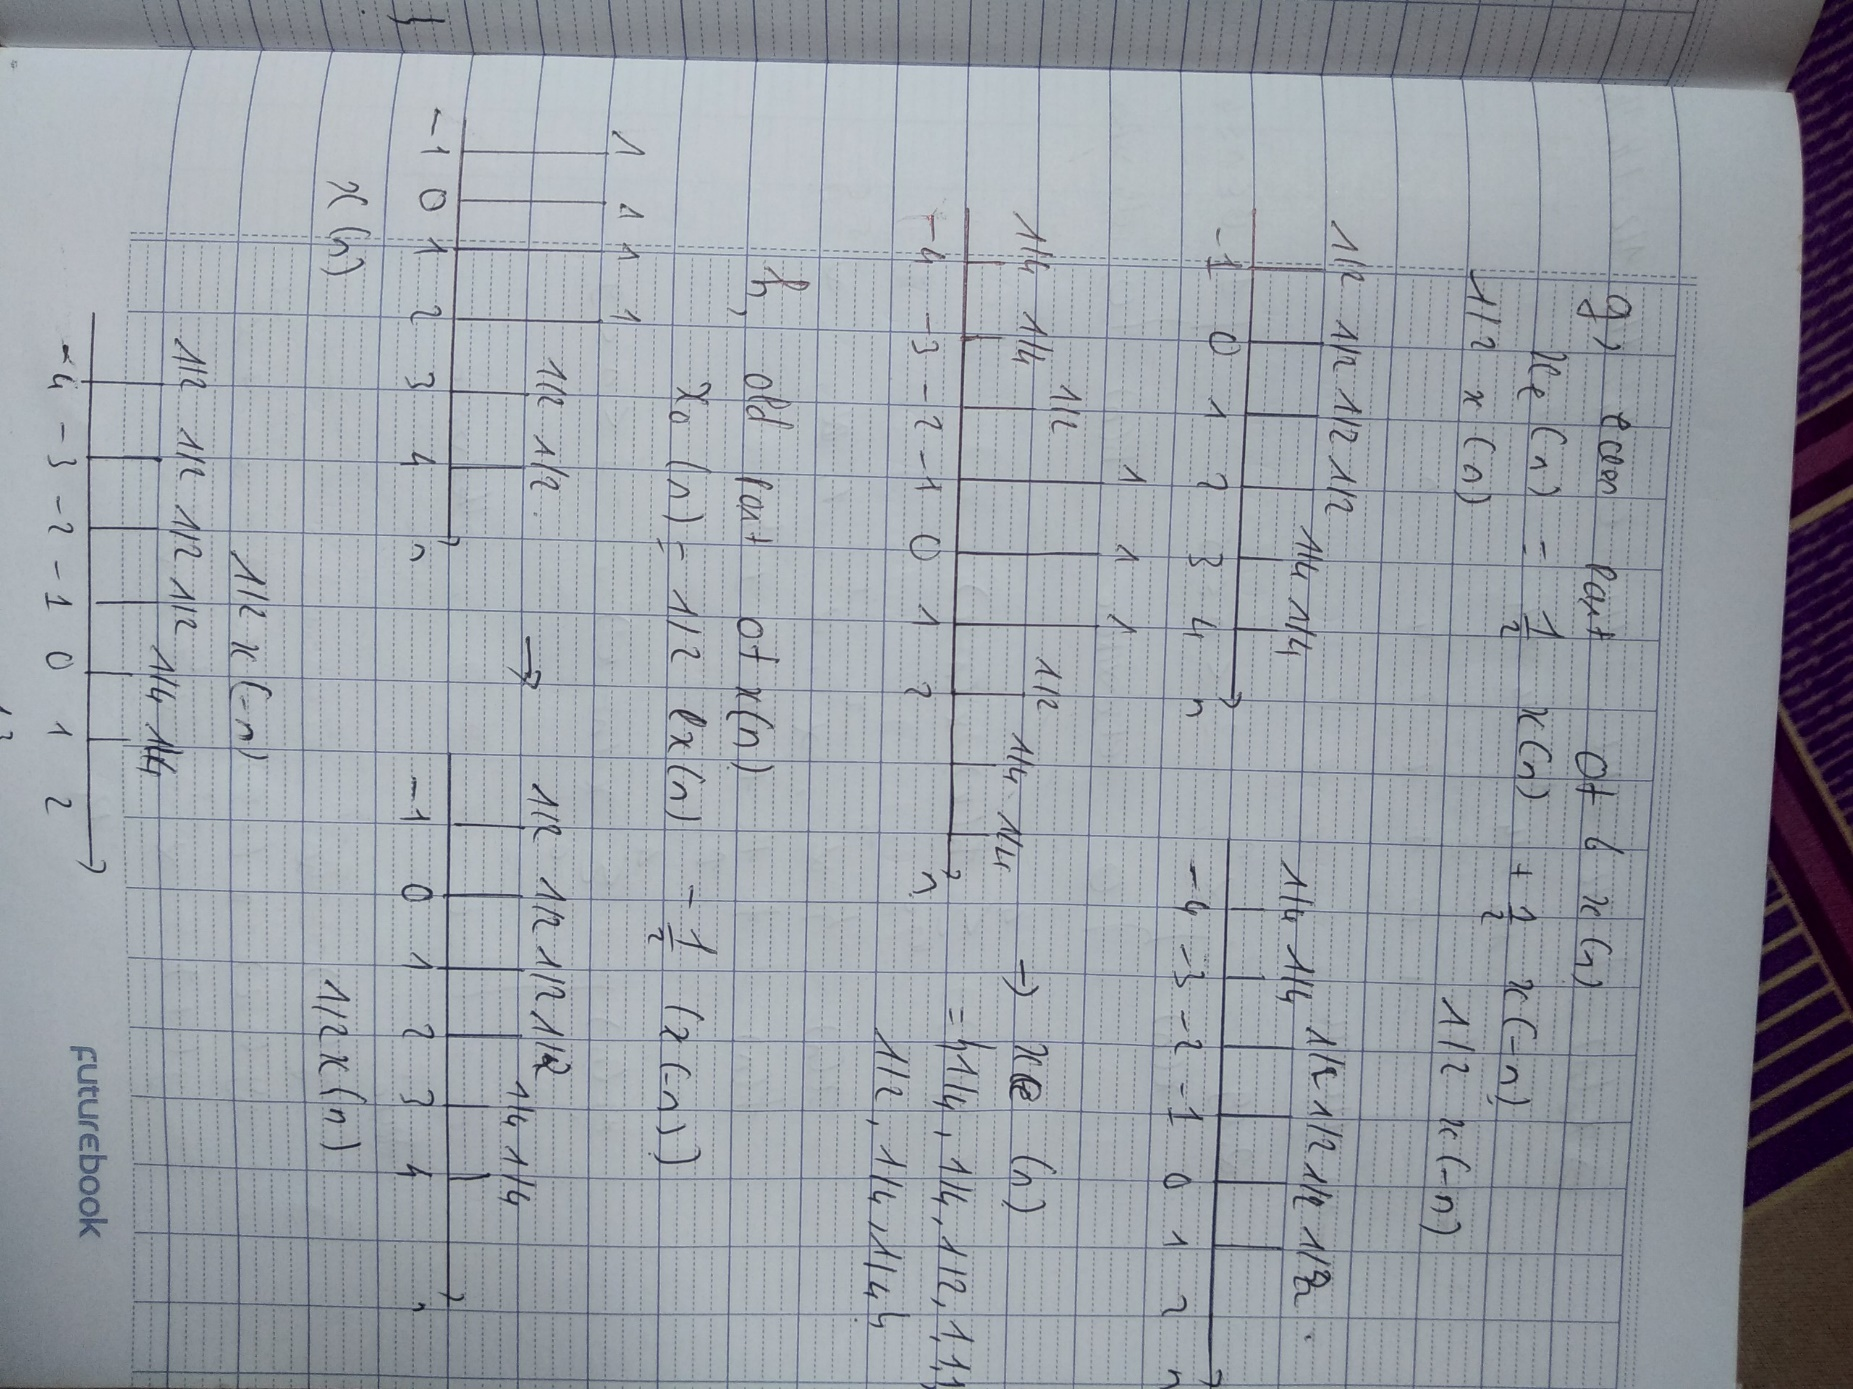 g, even part of b x(n)
xe (n) = 1/2 x(n) + 1/2 x(-n)
1/2 x(n) 1/2 x(-n)
1/2 1/2 1/2 1/2 1/4 1/4
-1 0 1 2 3 4 n
1/4 1/4 1/2 1/2 1/2 1/2
-4 -3 -2 -1 0 1 2 n
1/4 1/4 1/2 1 1 1 1/2 1/4 1/4
-4 -3 -2 -1 0 1 2 n
⇒ xe (n)
= {1/4, 1/4, 1/2, 1, 1, 1,
1/2, 1/4, 1/4}
h, old part of x(n)
xo (n) = 1/2 (x(n) - 1/2 (x(-n))
1 1 1 1 1/2 1/2
-1 0 1 2 3 4 n
x(n)
→
1/2 1/2 1/2 1/2 1/4 1/4
-1 0 1 2 3 4 n
1/2 x(n)
1/2 x(-n)
1/2 1/2 1/2 1/2 1/4 1/4
-4 -3 -2 -1 0 1 2
Futurebook